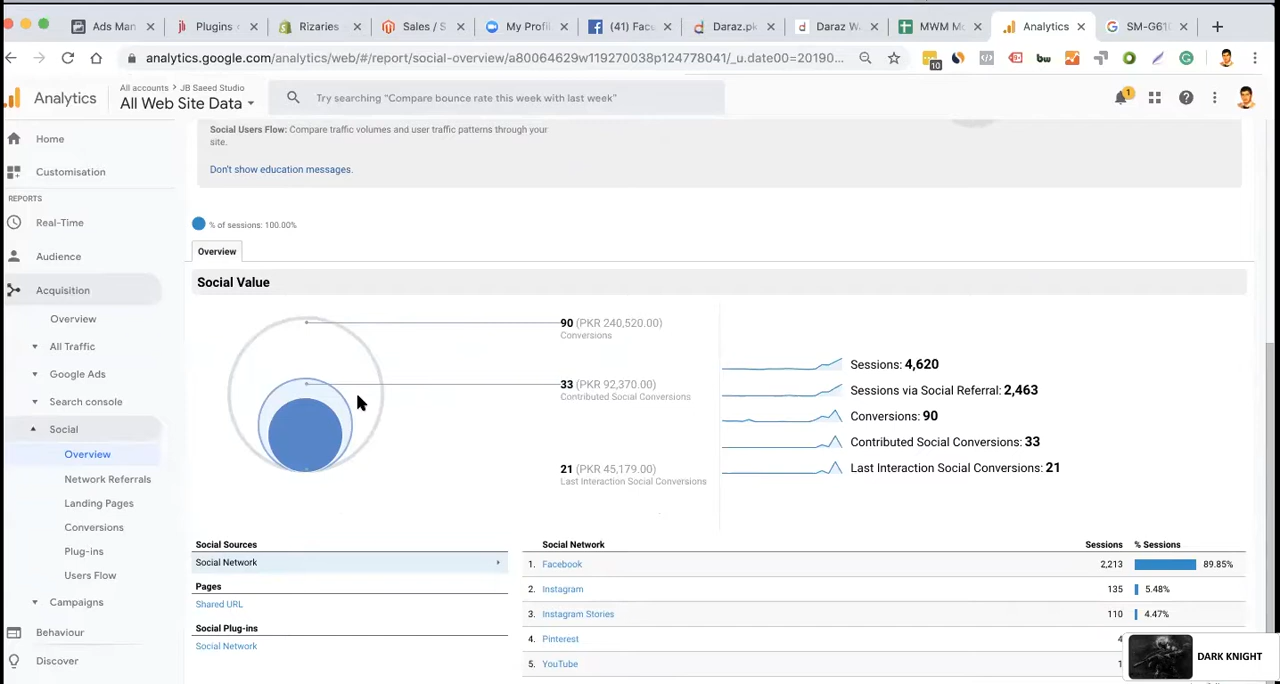 Ads Man
Plugins
Rizaries
Sales / S
My Profil
(41) Fac
Daraz.pk
Daraz W
MWM M
Analytics
SM-G61
analytics.google.com/analytics/web/#/report/social-overview/a80064629w119270038p124778041/_u.date00=20190...
10
Analytics
All accounts > JB Saeed Studio
All Web Site Data
Try searching “Compare bounce rate this week with last week”
1
Home
Customisation
REPORTS
Real-Time
Audience
Acquisition
Overview
All Traffic
Google Ads
Search console
Social
Overview
Network Referrals
Landing Pages
Conversions
Plug-ins
Users Flow
Campaigns
Behaviour
Discover
Social Users Flow: Compare traffic volumes and user traffic patterns through your
site.
Don't show education messages.
% of sessions: 100.00%
Overview
Social Value
90 (PKR 240,520.00)
Conversions
33 (PKR 92,370.00)
Contributed Social Conversions
21 (PKR 45,179.00)
Last Interaction Social Conversions
Sessions: 4,620
Sessions via Social Referral: 2,463
Conversions: 90
Contributed Social Conversions: 33
Last Interaction Social Conversions: 21
Social Sources
Social Network
Pages
Shared URL
Social Plug-ins
Social Network
Social Network Sessions % Sessions
1. Facebook 2,213 89.85%
2. Instagram 135 5.48%
3. Instagram Stories 110 4.47%
4. Pinterest 4
5. YouTube 1
DARK KNIGHT